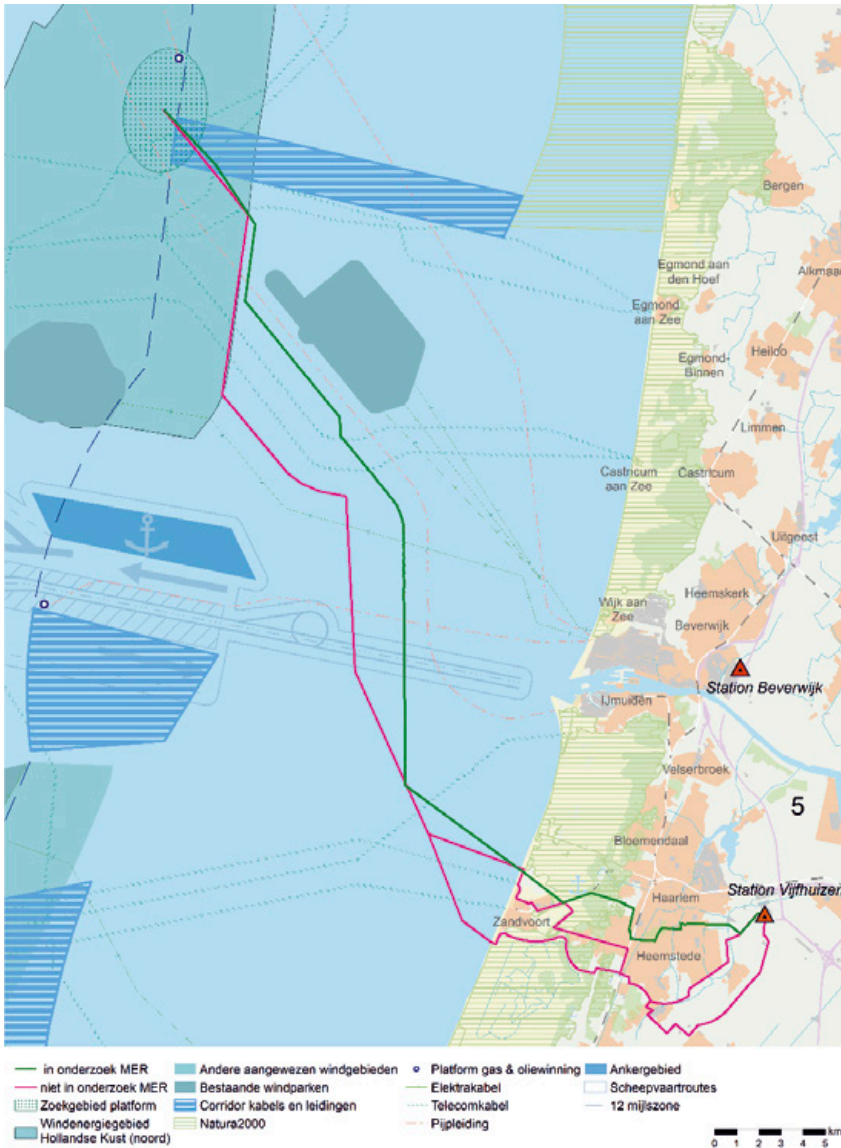 Bergen
Egmond aan
den Hoef
Alkmaar
Egmond
aan Zee
Heiloo
Egmond-
Binnen
Limmen
Castricum
aan Zee
Castricum
Uitgeest
Heemskerk
Wijk aan
Zee
Beverwijk
Station Beverwijk
IJmuiden
Velserbroek
5
Bloemendaal
Haarlem
Station Vijfhuizen
Zandvoort
Heemstede
in onderzoek MER
niet in onderzoek MER
Zoekgebied platform
Windenergiegebied
Hollandse Kust (noord)
Andere aangewezen windgebieden
Bestaande windparken
Corridor kabels en leidingen
Natura2000
Platform gas & oliewinning
Elektrakabel
Telecomkabel
Pijpleiding
Ankergebied
Scheepvaartroutes
12 mijlszone
km
0 1 2 3 4 5